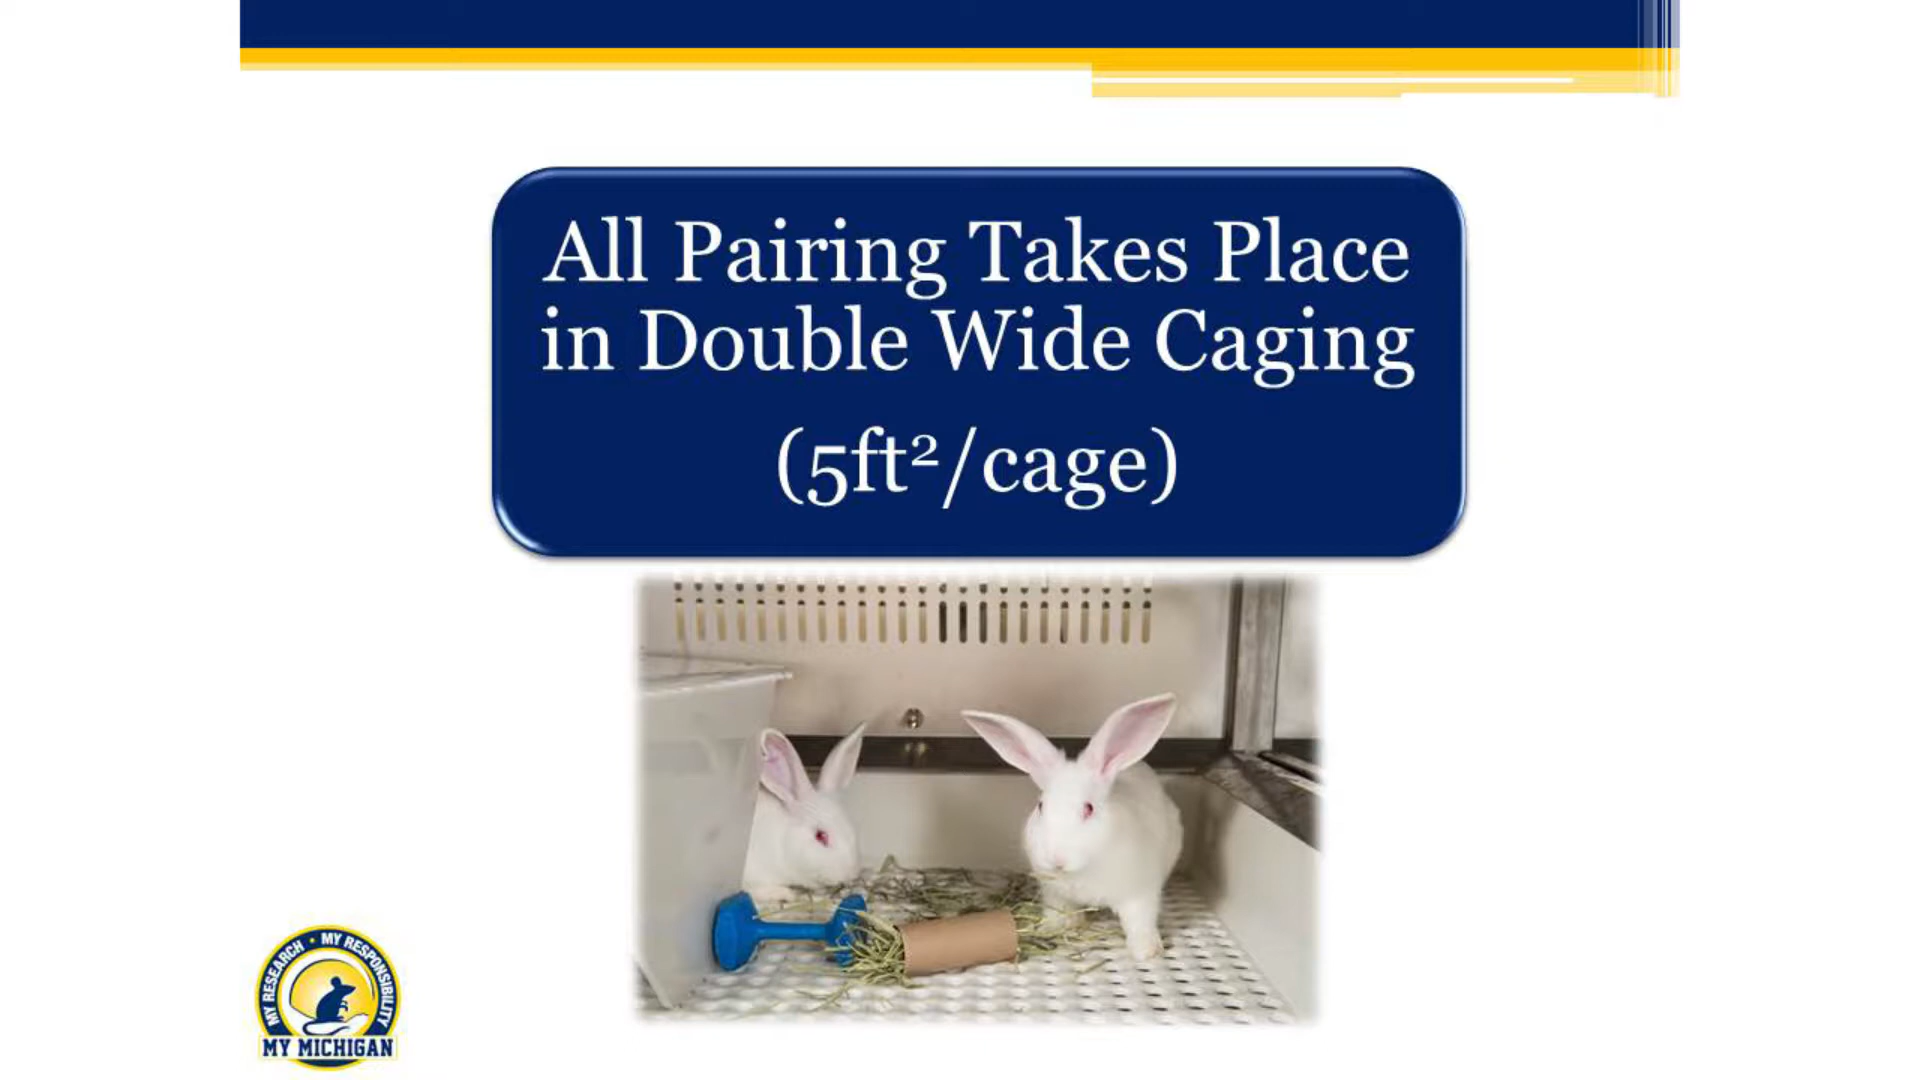 All Pairing Takes Place
in Double Wide Caging
(5ft²/cage)
MY RESEARCH • MY RESPONSIBILITY
MY MICHIGAN